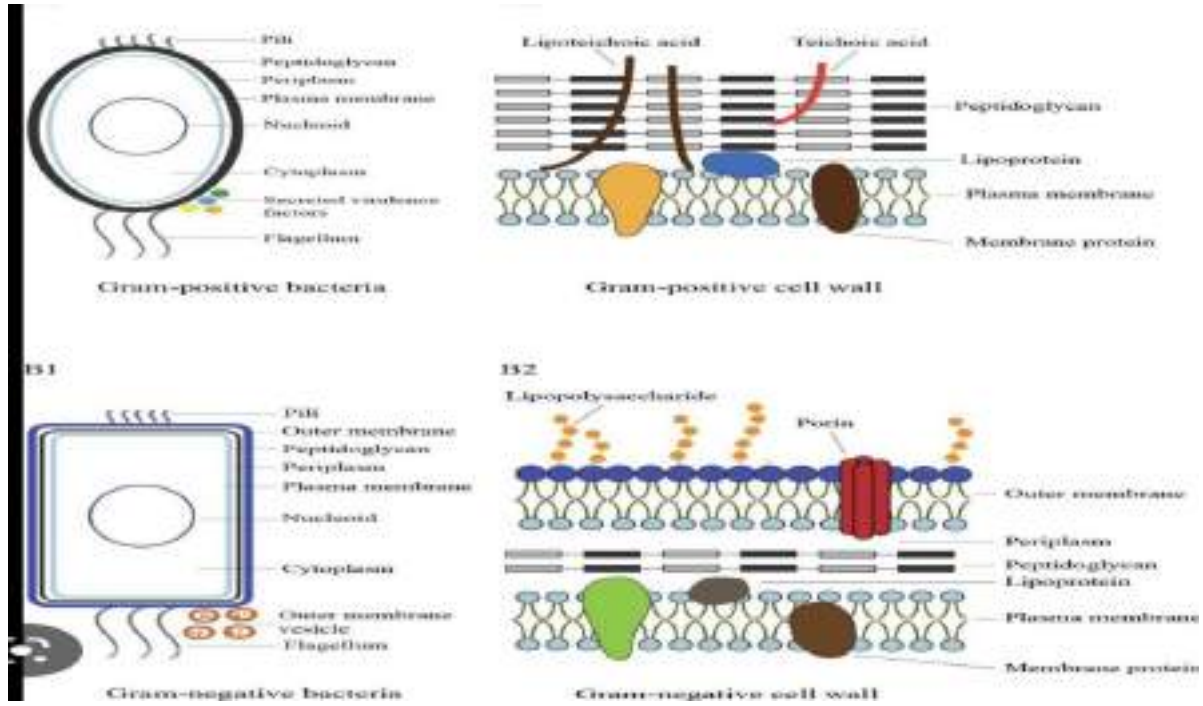 Pili
Peptidoglycan
Periplasm
Plasma membrane
Nucleoid
Cytoplasm
Secreted virulence
factors
Flagellum
Gram-positive bacteria
Lipoteichoic acid
Teichoic acid
Peptidoglycan
Lipoprotein
Plasma membrane
Membrane protein
Gram-positive cell wall
B1
Pili
Outer membrane
Peptidoglycan
Periplasm
Plasma membrane
Nucleoid
Cytoplasm
Outer membrane
vesicle
Flagellum
Gram-negative bacteria
B2
Lipopolysaccharide
Porin
Outer membrane
Periplasm
Peptidoglycan
Lipoprotein
Plasma membrane
Membrane protein
Gram-negative cell wall